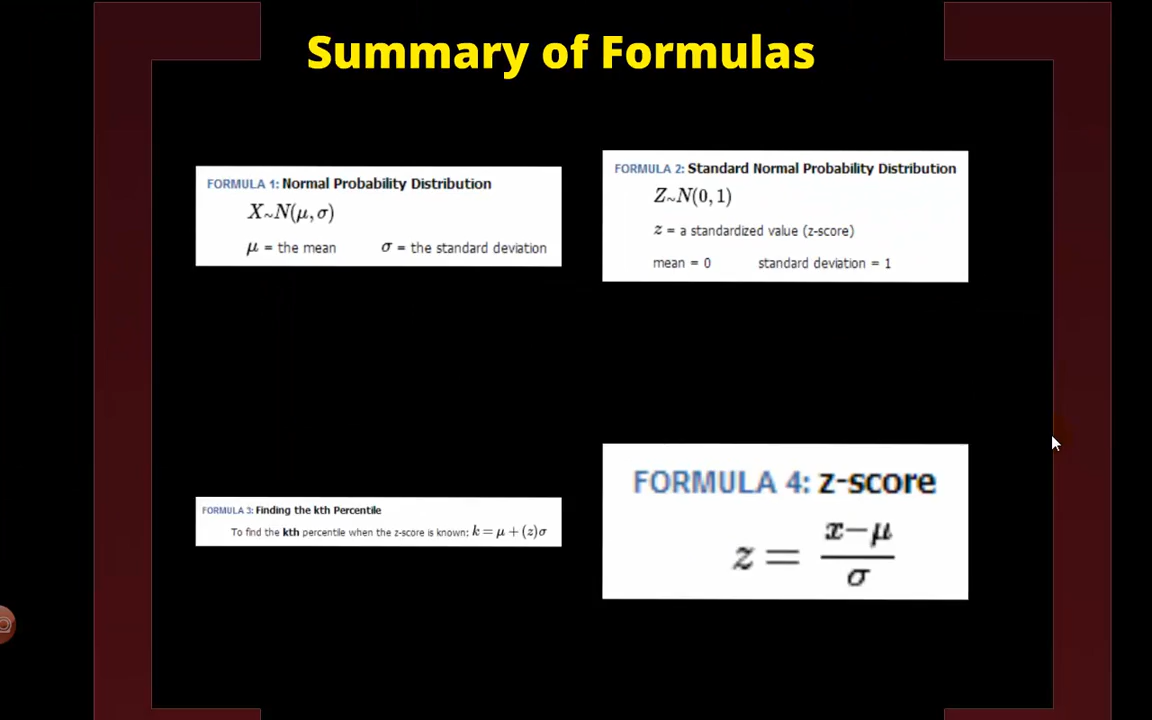 Summary of Formulas
FORMULA 1: Normal Probability Distribution
X~N(μ, σ)
μ = the mean σ = the standard deviation
FORMULA 2: Standard Normal Probability Distribution
Z~N(0, 1)
z = a standardized value (z-score)
mean = 0 standard deviation = 1
FORMULA 3: Finding the kth Percentile
To find the kth percentile when the z-score is known: k = μ + (z)σ
FORMULA 4: z-score
z = x−μ / σ